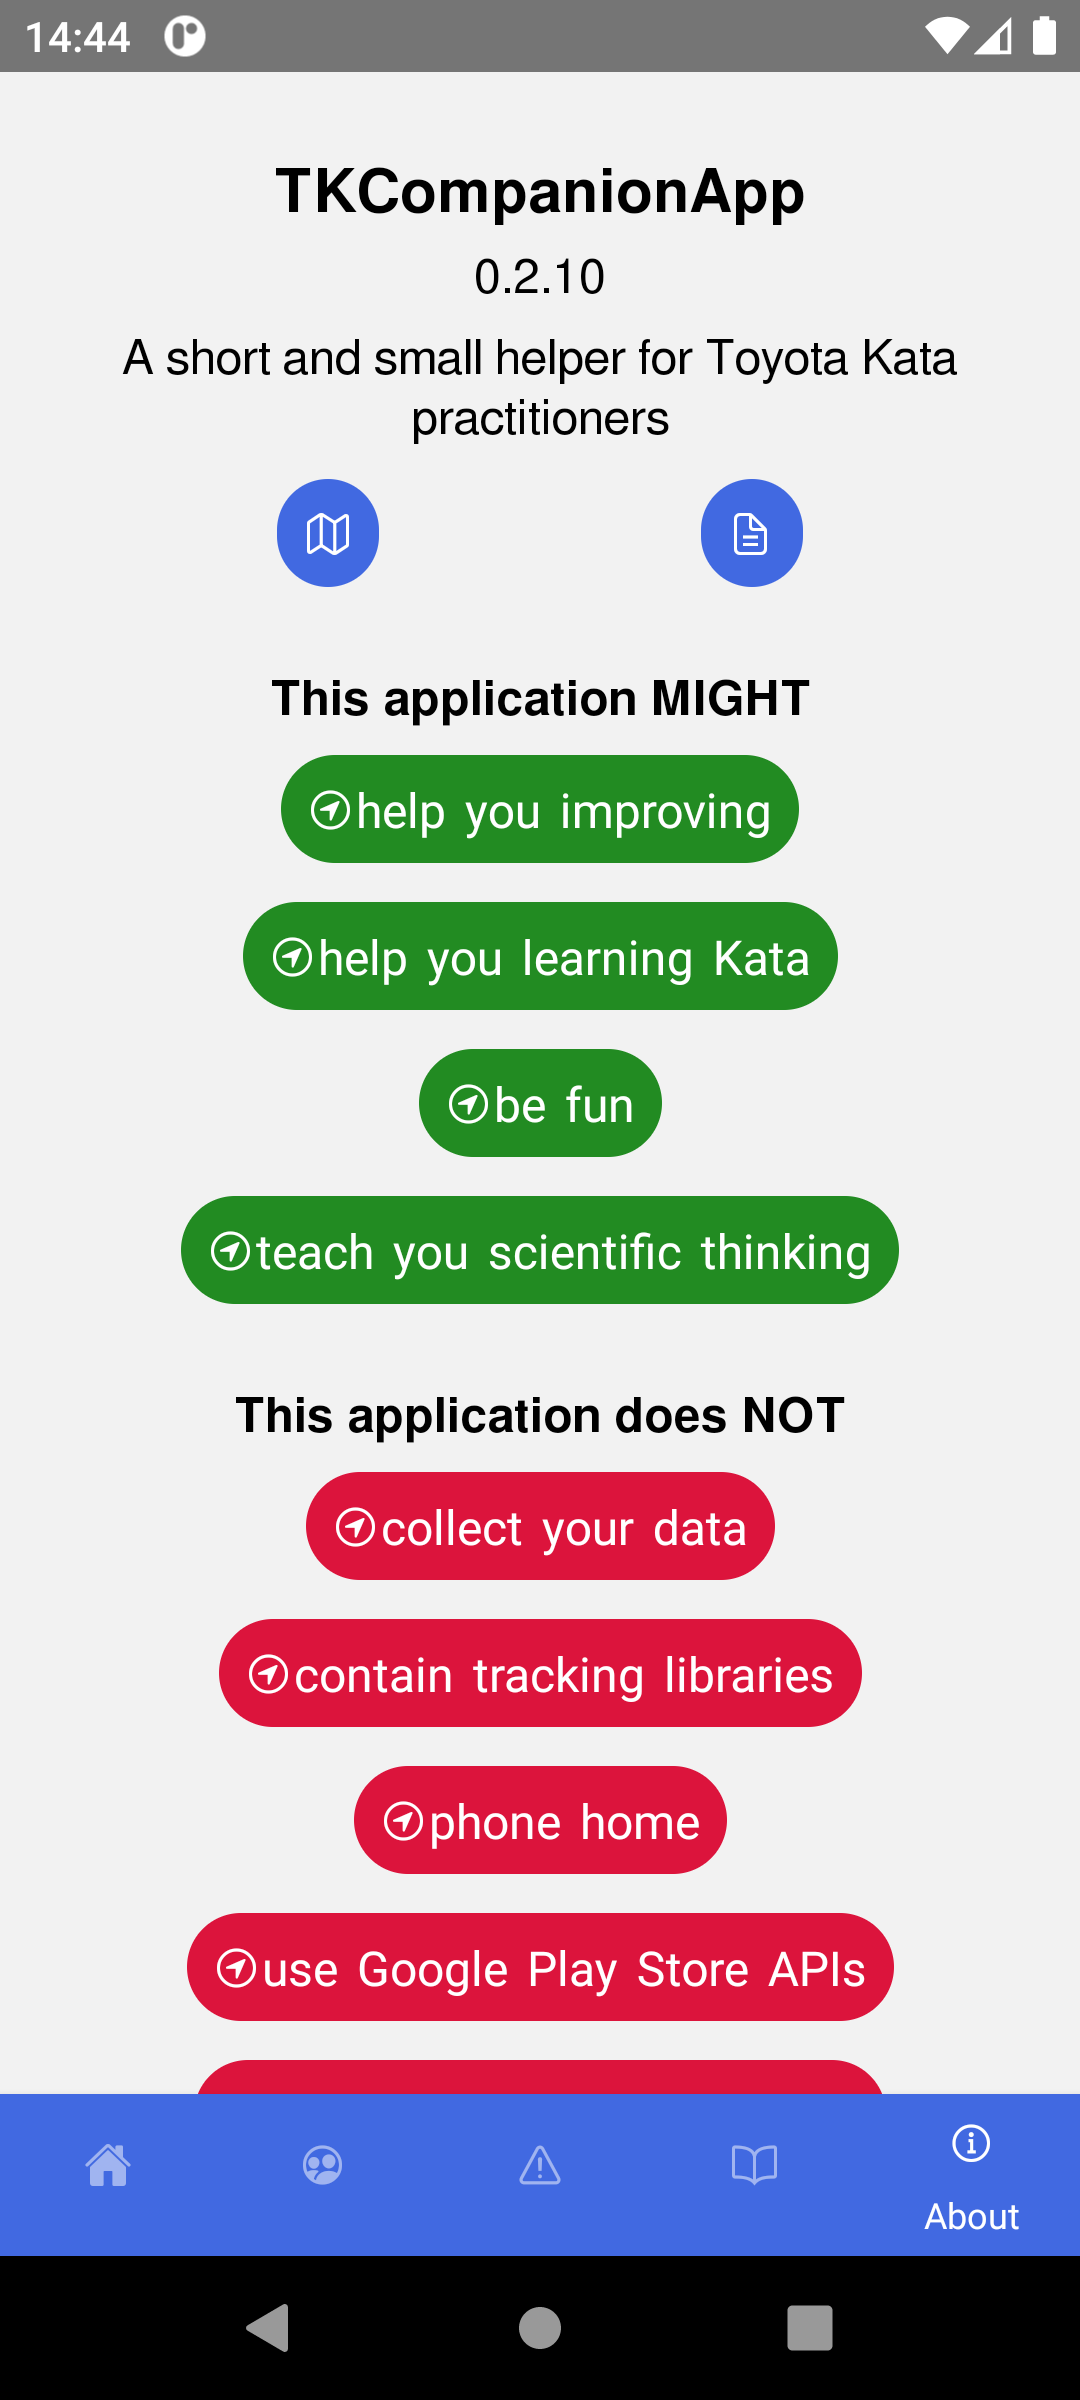 14:44
TKCompanionApp
0.2.10
A short and small helper for Toyota Kata
practitioners
This application MIGHT
help you improving
help you learning Kata
be fun
teach you scientific thinking
This application does NOT
collect your data
contain tracking libraries
phone home
use Google Play Store APIs
About